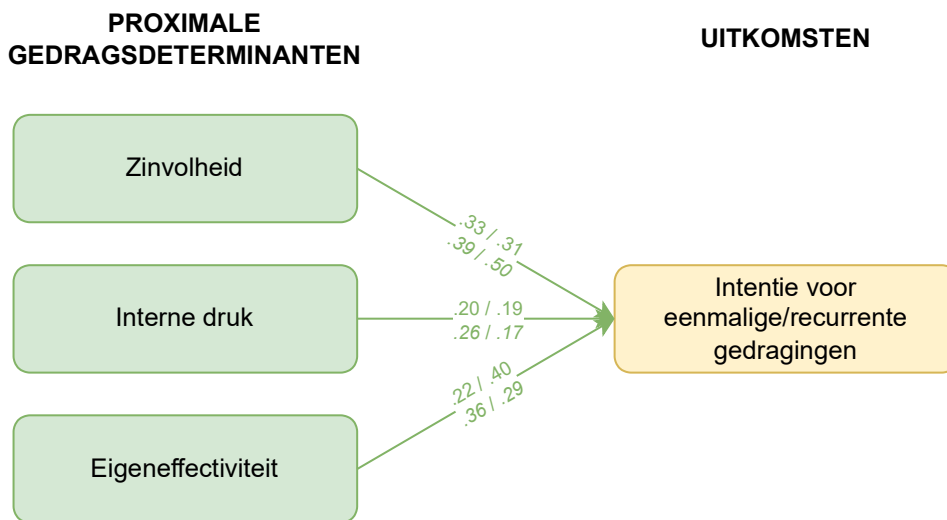 PROXIMALE
GEDRAGSDETERMINANTEN
UITKOMSTEN
Zinvolheid
.33 / .31
.39 / .50
Interne druk
.20 / .19
.26 / .17
Intentie voor
eenmalige/recurrente
gedragingen
.22 / .40
.36 / .29
Eigeneffectiviteit